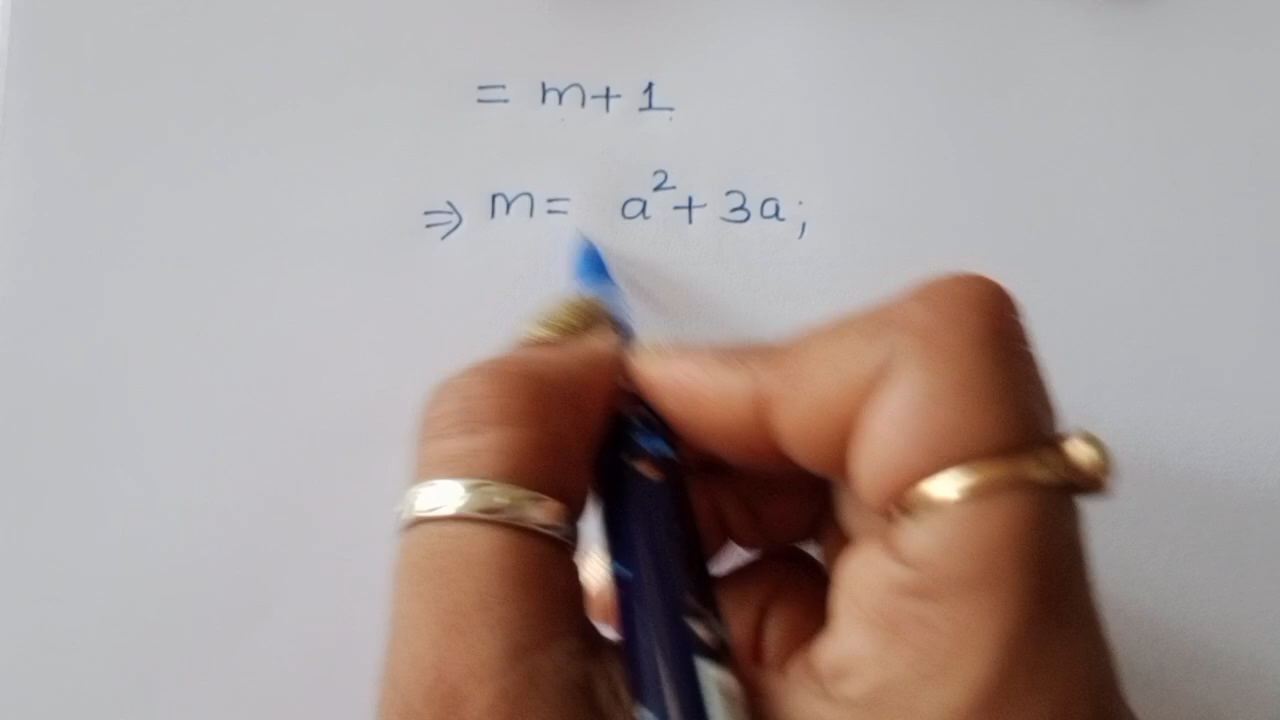 = m+1
⇒ m= a²+3a;